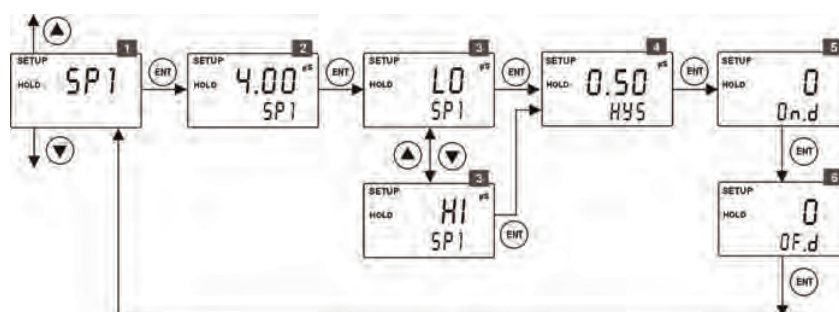 1
SETUP
HOLD
SP1
ENT
2
SETUP
HOLD
4.00 µS
SP1
ENT
3
SETUP
HOLD
LO µS
SP1
ENT
4
SETUP
HOLD
0.50 µS
HYS
ENT
5
SETUP
HOLD
0
On.d
ENT
3
SETUP
HOLD
HI µS
SP1
ENT
6
SETUP
HOLD
0
OF.d
ENT